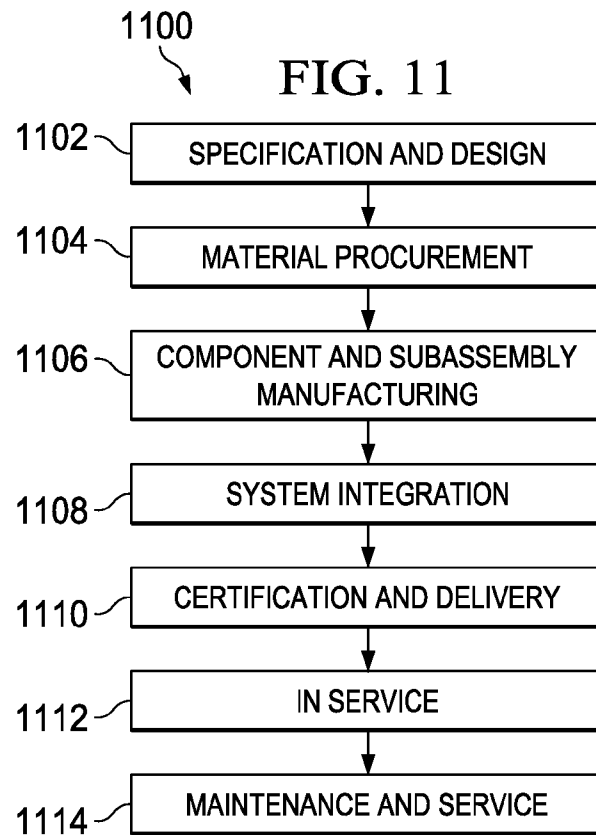 1100
FIG. 11
1102
SPECIFICATION AND DESIGN
1104
MATERIAL PROCUREMENT
1106
COMPONENT AND SUBASSEMBLY
MANUFACTURING
1108
SYSTEM INTEGRATION
1110
CERTIFICATION AND DELIVERY
1112
IN SERVICE
1114
MAINTENANCE AND SERVICE